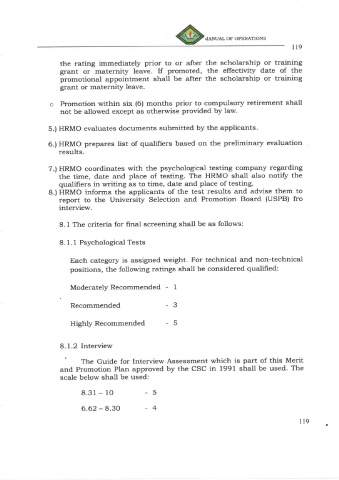 MANUAL OF OPERATIONS
119
the rating immediately prior to or after the scholarship or training
grant or maternity leave. If promoted, the effectivity date of the
promotional appointment shall be after the scholarship or training
grant or maternity leave.
o Promotion within six (6) months prior to compulsory retirement shall
not be allowed except as otherwise provided by law.
5.) HRMO evaluates documents submitted by the applicants.
6.) HRMO prepares list of qualifiers based on the preliminary evaluation
results.
7.) HRMO coordinates with the psychological testing company regarding
the time, date and place of testing. The HRMO shall also notify the
qualifiers in writing as to time, date and place of testing.
8.) HRMO informs the applicants of the test results and advise them to
report to the University Selection and Promotion Board (USPB) fro
interview.
8.1 The criteria for final screening shall be as follows:
8.1.1 Psychological Tests
Each category is assigned weight. For technical and non-technical
positions, the following ratings shall be considered qualified:
Moderately Recommended - 1
Recommended - 3
Highly Recommended - 5
8.1.2 Interview
The Guide for Interview Assessment which is part of this Merit
and Promotion Plan approved by the CSC in 1991 shall be used. The
scale below shall be used:
8.31 – 10 - 5
6.62 – 8.30 - 4
119